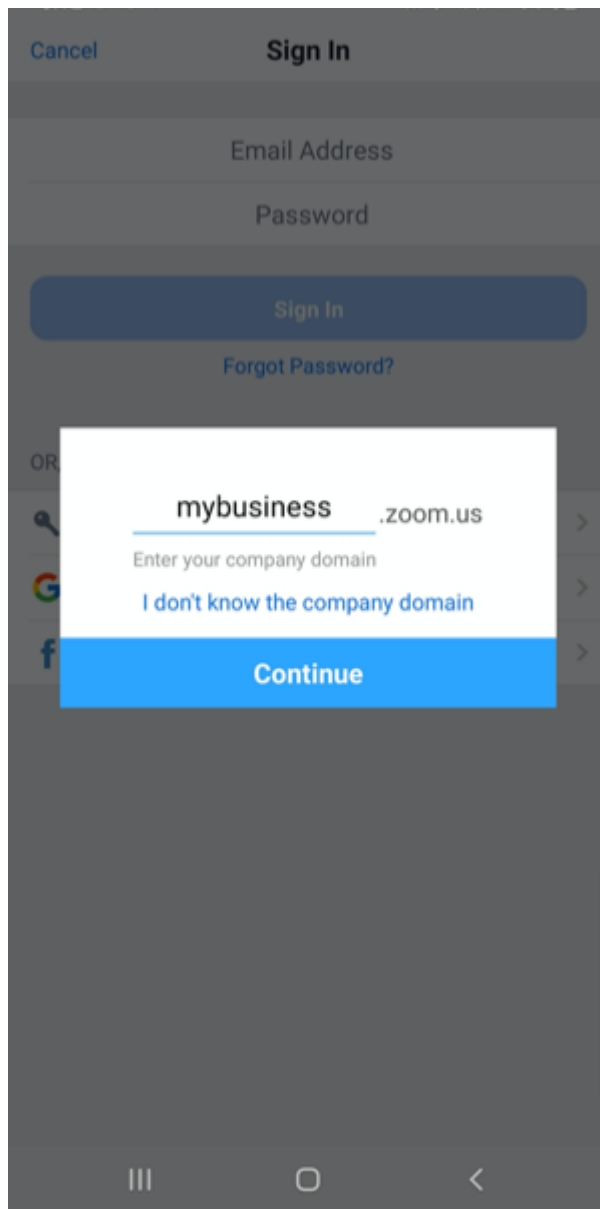 Cancel
Sign In
Email Address
Password
Sign In
Forgot Password?
OR,
mybusiness .zoom.us
Enter your company domain
I don't know the company domain
Continue